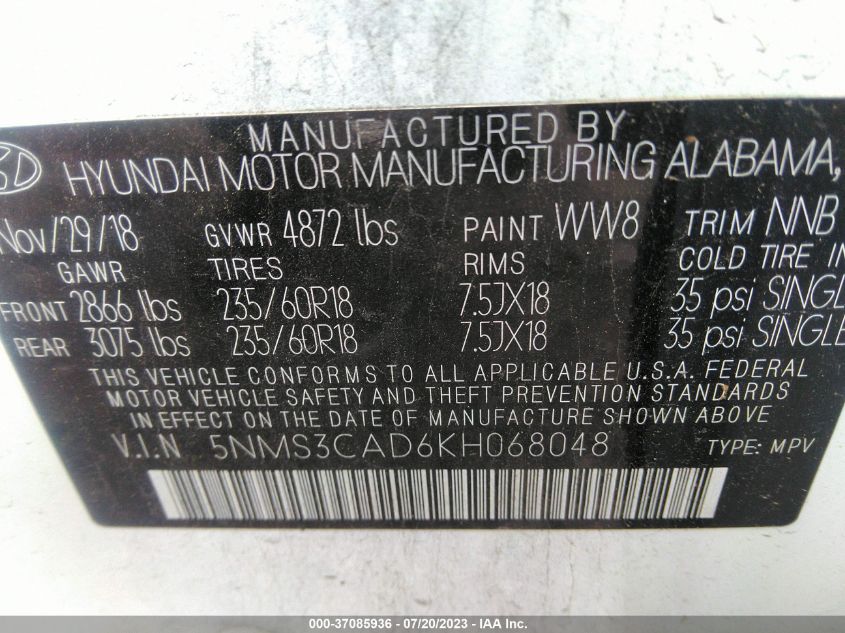 MANUFACTURED BY
HYUNDAI MOTOR MANUFACTURING ALABAMA,
Nov/29/18 GVWR 4872 lbs PAINT WW8 TRIM NNB
GAWR TIRES RIMS COLD TIRE IN
FRONT 2866 lbs 235/60R18 7.5JX18 35 psi SINGL
REAR 3075 lbs 235/60R18 7.5JX18 35 psi SINGLE
THIS VEHICLE CONFORMS TO ALL APPLICABLE U.S.A. FEDERAL
MOTOR VEHICLE SAFETY AND THEFT PREVENTION STANDARDS
IN EFFECT ON THE DATE OF MANUFACTURE SHOWN ABOVE
V.I.N 5NMS3CAD6KH068048 TYPE: MPV
000-37085936 - 07/20/2023 - IAA Inc.